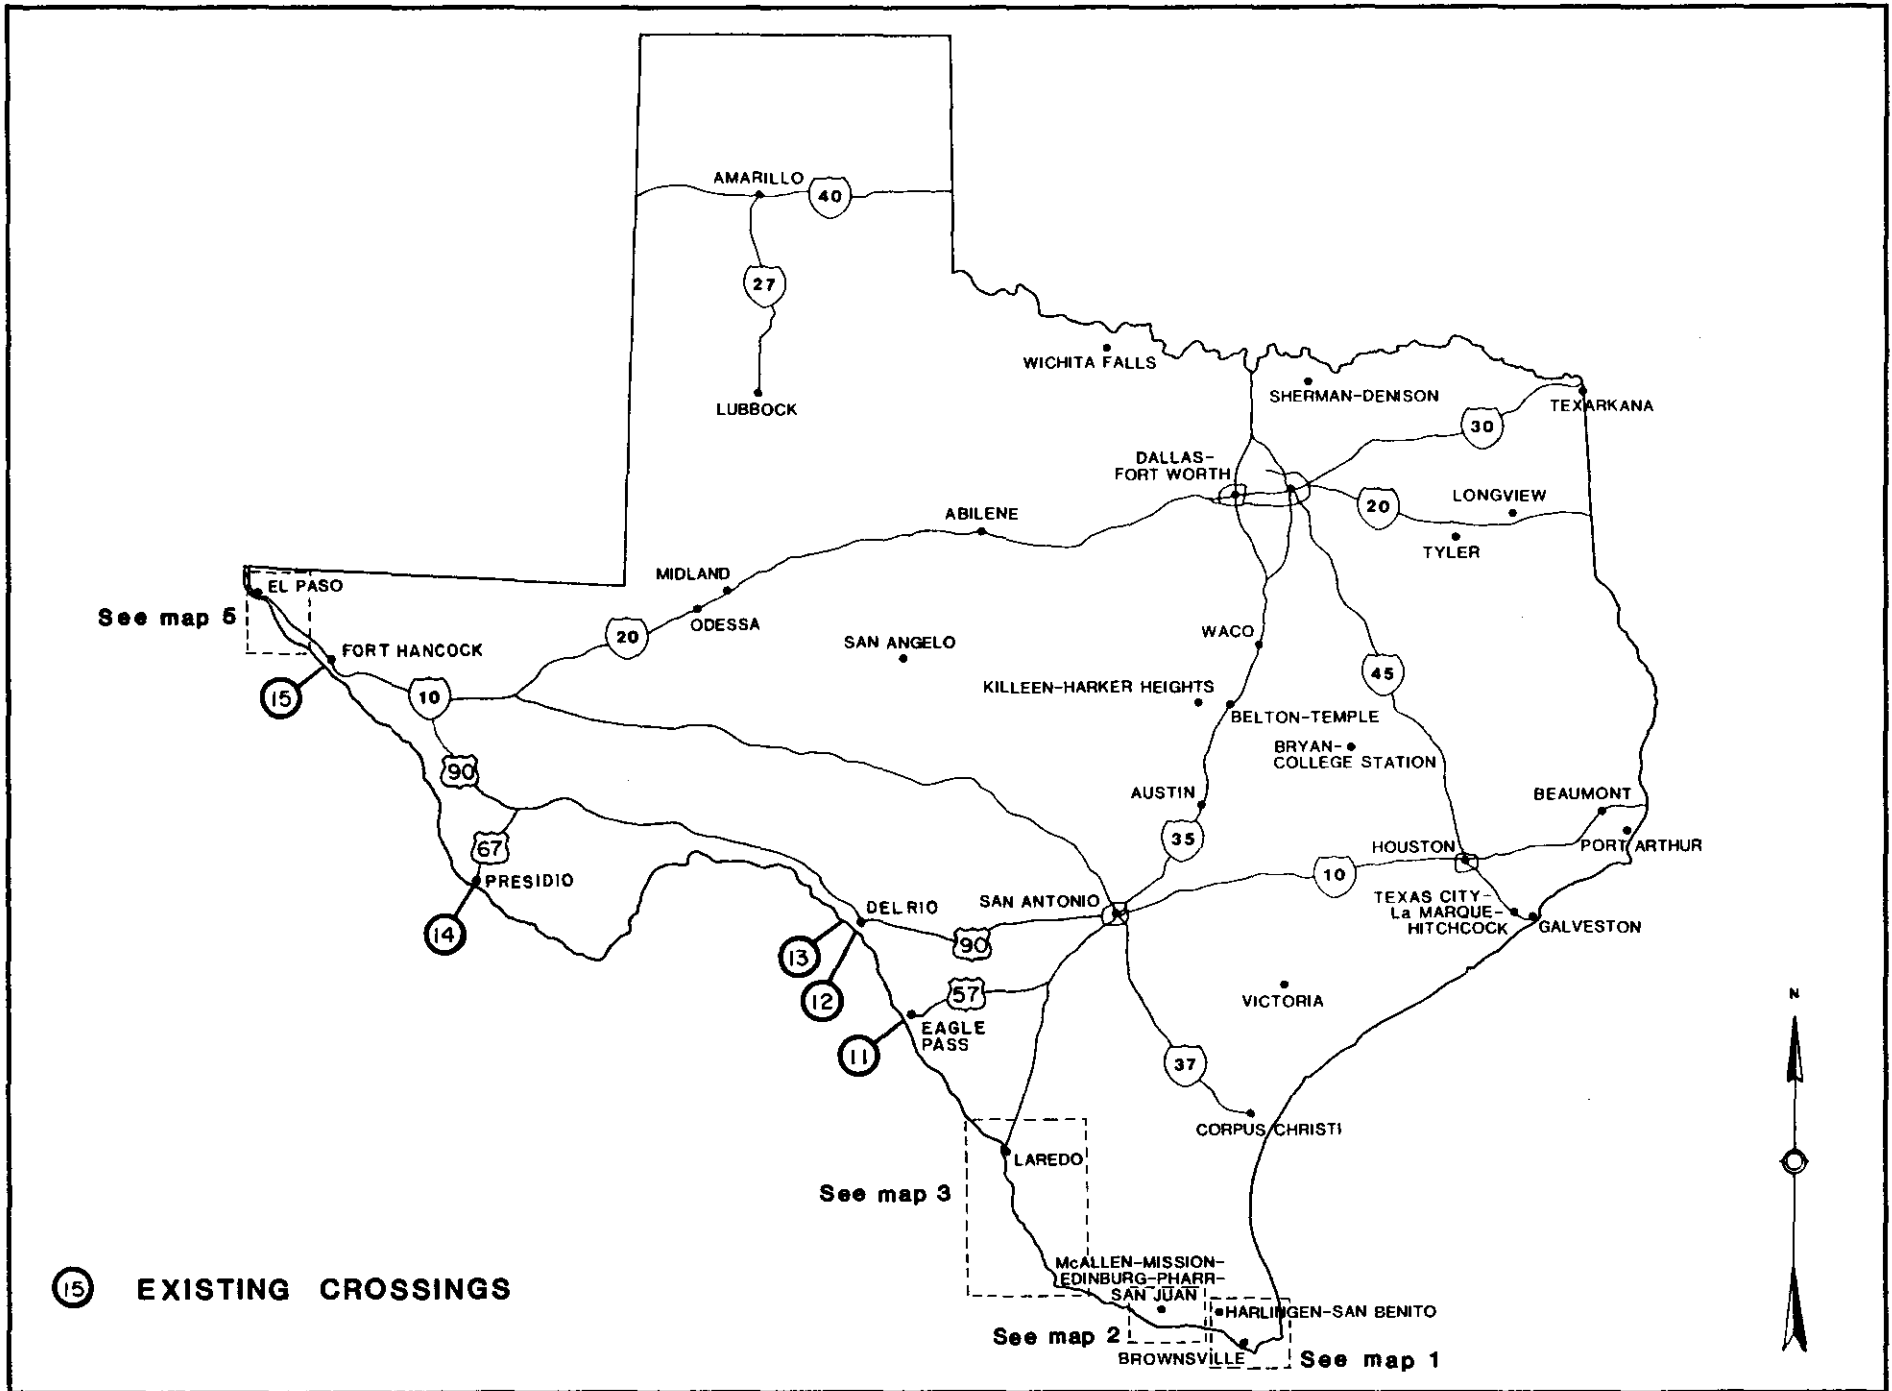 AMARILLO
40
27
LUBBOCK
WICHITA FALLS
SHERMAN-DENISON
TEXARKANA
30
DALLAS-
FORT WORTH
20
LONGVIEW
TYLER
ABILENE
MIDLAND
ODESSA
20
EL PASO
See map 5
FORT HANCOCK
15
10
SAN ANGELO
WACO
45
KILLEEN-HARKER HEIGHTS
BELTON-TEMPLE
BRYAN-
COLLEGE STATION
90
67
PRESIDIO
14
AUSTIN
35
BEAUMONT
PORT ARTHUR
HOUSTON
10
TEXAS CITY-
La MARQUE-
HITCHCOCK
GALVESTON
SAN ANTONIO
DEL RIO
90
13
12
57
EAGLE
PASS
11
VICTORIA
37
CORPUS CHRISTI
N
LAREDO
See map 3
McALLEN-MISSION-
EDINBURG-PHARR-
SAN JUAN
HARLINGEN-SAN BENITO
See map 2
BROWNSVILLE
See map 1
15 EXISTING CROSSINGS